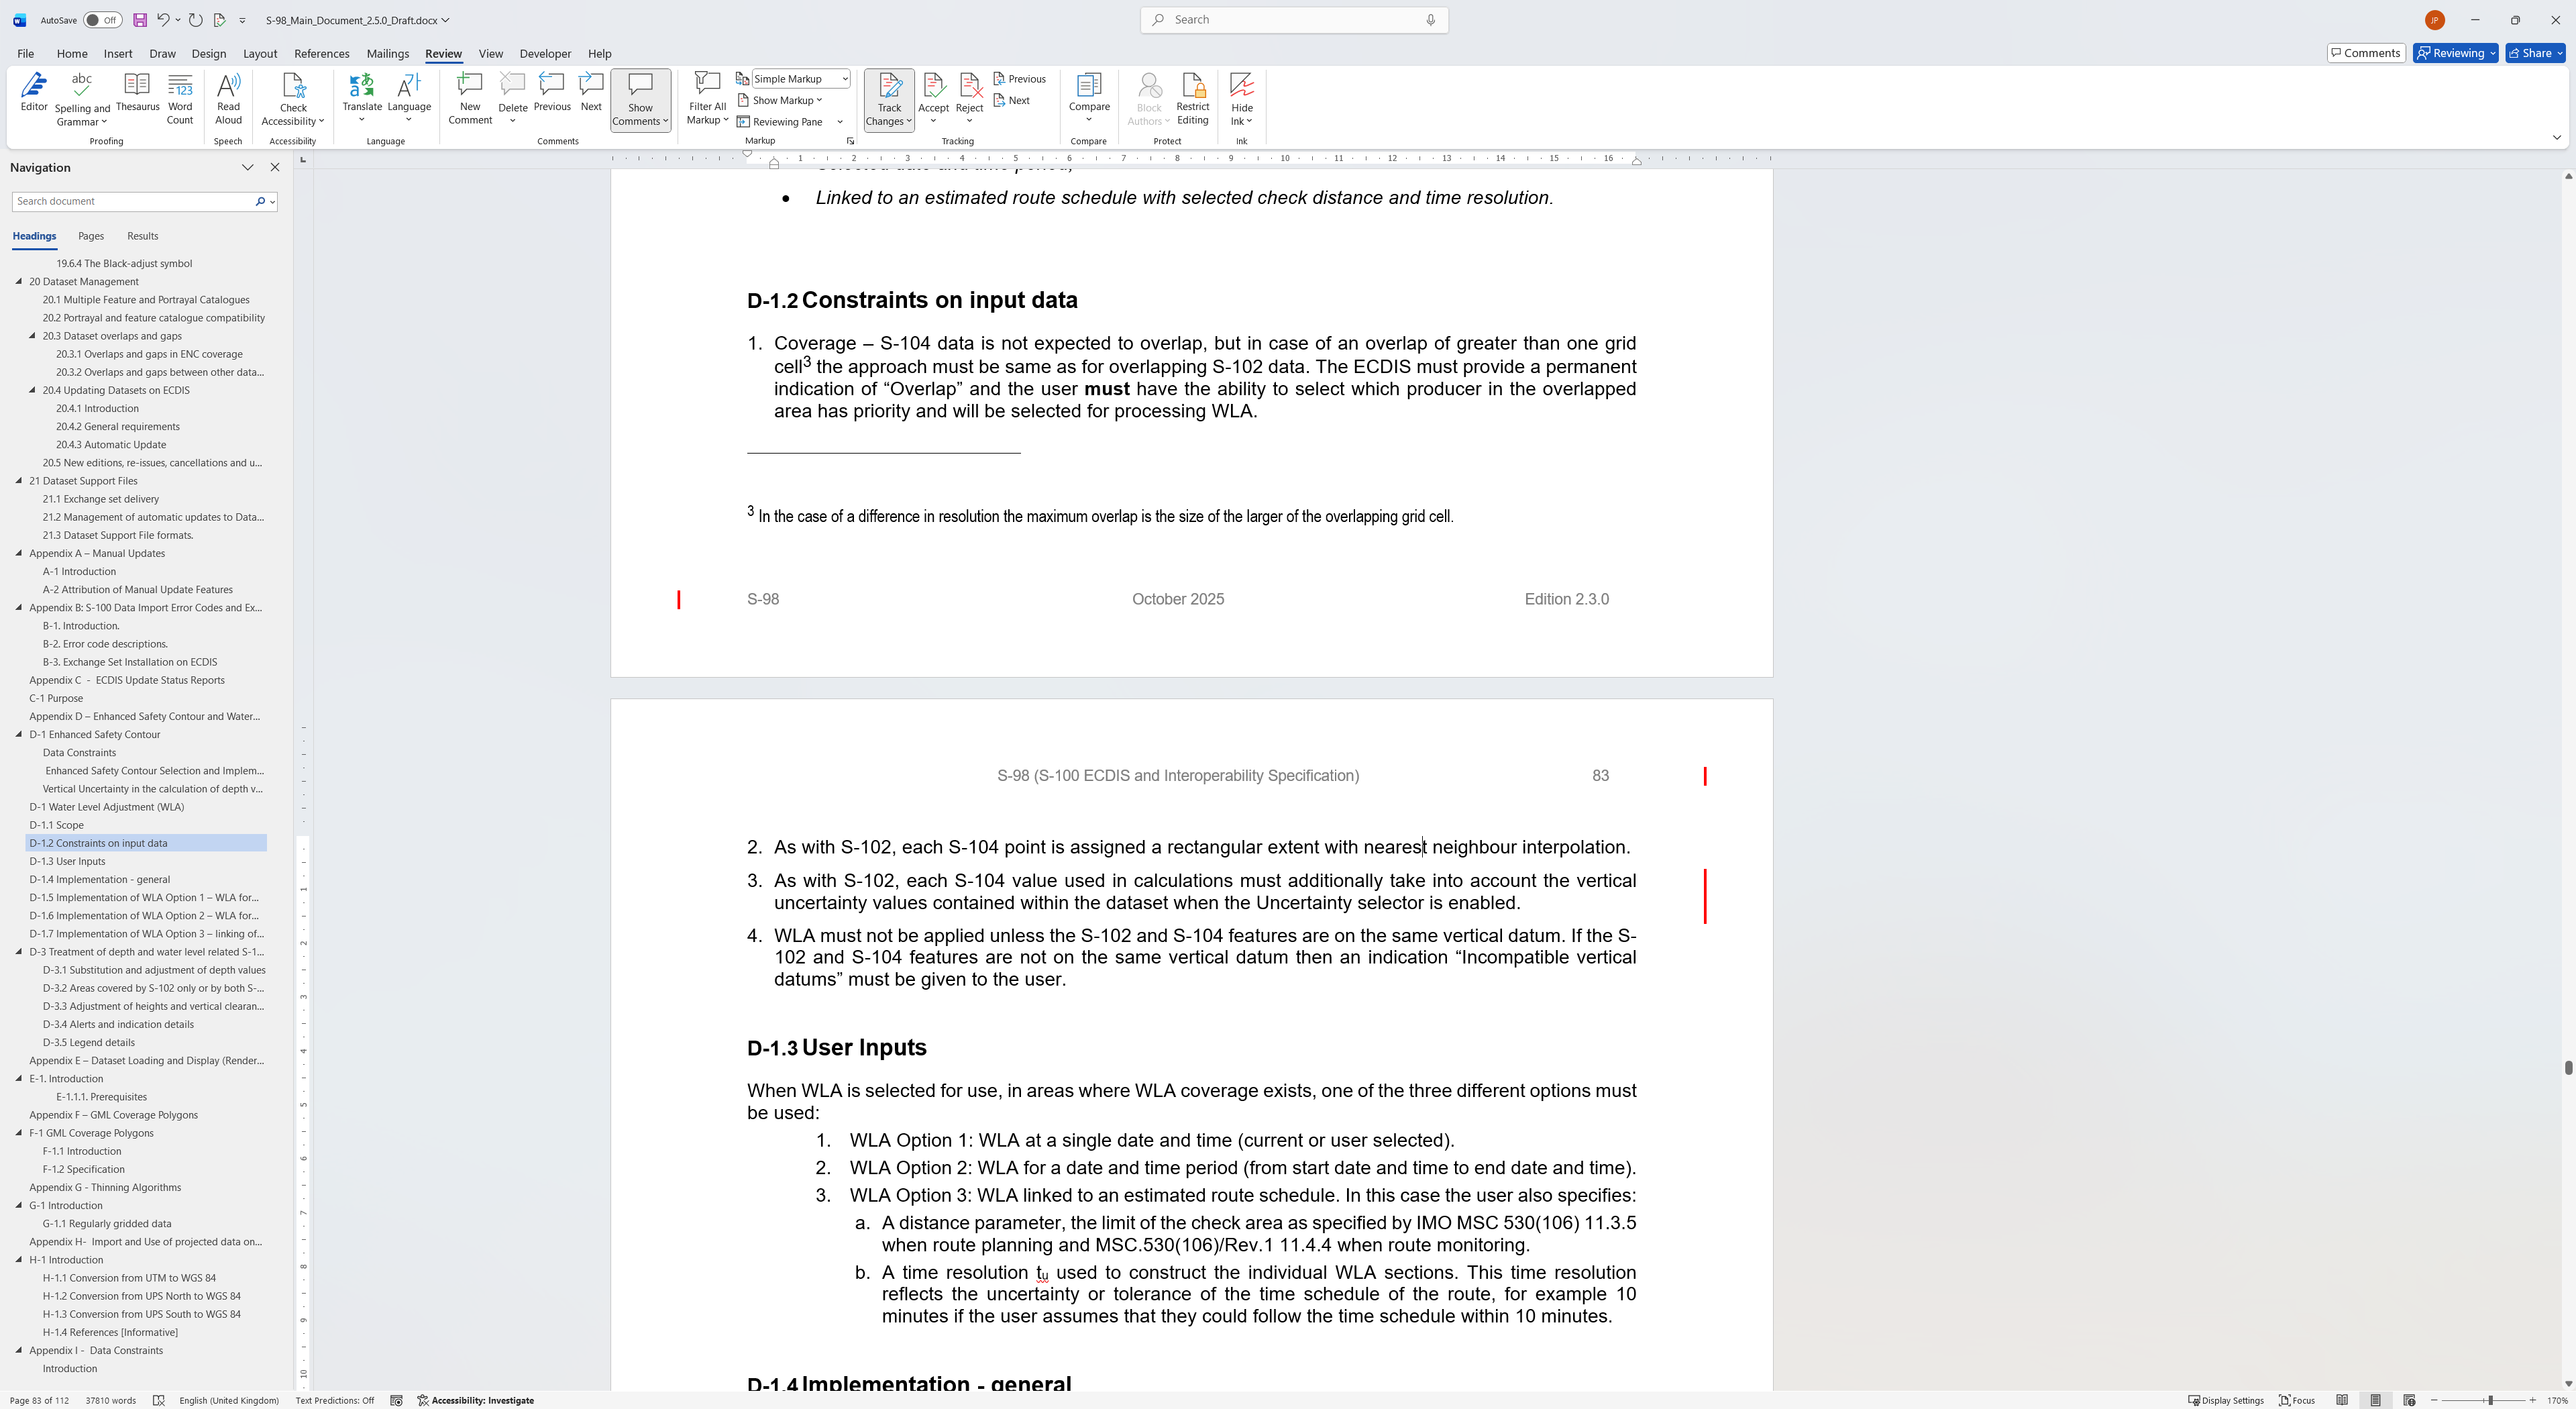 AutoSave Off S-98_Main_Document_2.5.0_Draft.docx Search JP
File Home Insert Draw Design Layout References Mailings Review View Developer Help Comments Reviewing Share
Editor Spelling and Grammar Thesaurus Word Count Read Aloud Check Accessibility Translate Language New Comment Delete Previous Next Show Comments Filter All Markup Simple Markup Show Markup Reviewing Pane Track Changes Accept Reject Previous Next Compare Block Authors Restrict Editing Hide Ink
Proofing Speech Accessibility Language Comments Markup Tracking Compare Protect Ink
Navigation
Search document
Headings Pages Results
19.6.4 The Black-adjust symbol
20 Dataset Management
20.1 Multiple Feature and Portrayal Catalogues
20.2 Portrayal and feature catalogue compatibility
20.3 Dataset overlaps and gaps
20.3.1 Overlaps and gaps in ENC coverage
20.3.2 Overlaps and gaps between other data...
20.4 Updating Datasets on ECDIS
20.4.1 Introduction
20.4.2 General requirements
20.4.3 Automatic Update
20.5 New editions, re-issues, cancellations and u...
21 Dataset Support Files
21.1 Exchange set delivery
21.2 Management of automatic updates to Data...
21.3 Dataset Support File formats.
Appendix A – Manual Updates
A-1 Introduction
A-2 Attribution of Manual Update Features
Appendix B: S-100 Data Import Error Codes and Ex...
B-1. Introduction.
B-2. Error code descriptions.
B-3. Exchange Set Installation on ECDIS
Appendix C - ECDIS Update Status Reports
C-1 Purpose
Appendix D – Enhanced Safety Contour and Water...
D-1 Enhanced Safety Contour
Data Constraints
Enhanced Safety Contour Selection and Implem...
Vertical Uncertainty in the calculation of depth v...
D-1 Water Level Adjustment (WLA)
D-1.1 Scope
D-1.2 Constraints on input data
D-1.3 User Inputs
D-1.4 Implementation - general
D-1.5 Implementation of WLA Option 1 – WLA for...
D-1.6 Implementation of WLA Option 2 – WLA for...
D-1.7 Implementation of WLA Option 3 – linking of...
D-3 Treatment of depth and water level related S-1...
D-3.1 Substitution and adjustment of depth values
D-3.2 Areas covered by S-102 only or by both S-...
D-3.3 Adjustment of heights and vertical clearan...
D-3.4 Alerts and indication details
D-3.5 Legend details
Appendix E – Dataset Loading and Display (Render...
E-1. Introduction
E-1.1.1. Prerequisites
Appendix F – GML Coverage Polygons
F-1 GML Coverage Polygons
F-1.1 Introduction
F-1.2 Specification
Appendix G - Thinning Algorithms
G-1 Introduction
G-1.1 Regularly gridded data
Appendix H- Import and Use of projected data on...
H-1 Introduction
H-1.1 Conversion from UTM to WGS 84
H-1.2 Conversion from UPS North to WGS 84
H-1.3 Conversion from UPS South to WGS 84
H-1.4 References [Informative]
Appendix I - Data Constraints
Introduction
1 2 3 4 5 6 7 8 9 10 11 12 13 14 15 16
Selected date and time period;
• Linked to an estimated route schedule with selected check distance and time resolution.
D-1.2 Constraints on input data
1. Coverage – S-104 data is not expected to overlap, but in case of an overlap of greater than one grid
cell3 the approach must be same as for overlapping S-102 data. The ECDIS must provide a permanent
indication of “Overlap” and the user must have the ability to select which producer in the overlapped
area has priority and will be selected for processing WLA.
3 In the case of a difference in resolution the maximum overlap is the size of the larger of the overlapping grid cell.
S-98 October 2025 Edition 2.3.0
S-98 (S-100 ECDIS and Interoperability Specification) 83
2. As with S-102, each S-104 point is assigned a rectangular extent with nearest neighbour interpolation.
3. As with S-102, each S-104 value used in calculations must additionally take into account the vertical
uncertainty values contained within the dataset when the Uncertainty selector is enabled.
4. WLA must not be applied unless the S-102 and S-104 features are on the same vertical datum. If the S-
102 and S-104 features are not on the same vertical datum then an indication “Incompatible vertical
datums” must be given to the user.
D-1.3 User Inputs
When WLA is selected for use, in areas where WLA coverage exists, one of the three different options must
be used:
1. WLA Option 1: WLA at a single date and time (current or user selected).
2. WLA Option 2: WLA for a date and time period (from start date and time to end date and time).
3. WLA Option 3: WLA linked to an estimated route schedule. In this case the user also specifies:
a. A distance parameter, the limit of the check area as specified by IMO MSC 530(106) 11.3.5
when route planning and MSC.530(106)/Rev.1 11.4.4 when route monitoring.
b. A time resolution tu used to construct the individual WLA sections. This time resolution
reflects the uncertainty or tolerance of the time schedule of the route, for example 10
minutes if the user assumes that they could follow the time schedule within 10 minutes.
D-1.4 Implementation - general
1 2 3 4 5 6 7 8 9 10
Page 83 of 112 37810 words English (United Kingdom) Text Predictions: Off Accessibility: Investigate Display Settings Focus 170%